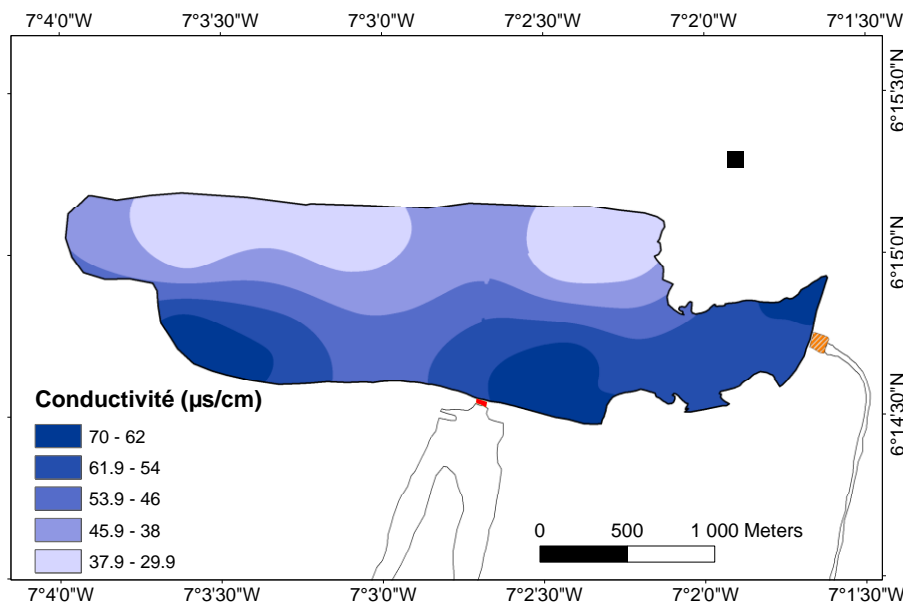 7°4'0"W 7°3'30"W 7°3'0"W 7°2'30"W 7°2'0"W 7°1'30"W
6°15'30"N
6°15'0"N
6°14'30"N
Conductivité (µs/cm)
70 - 62
61.9 - 54
53.9 - 46
45.9 - 38
37.9 - 29.9
0 500 1 000 Meters
7°4'0"W 7°3'30"W 7°3'0"W 7°2'30"W 7°2'0"W 7°1'30"W